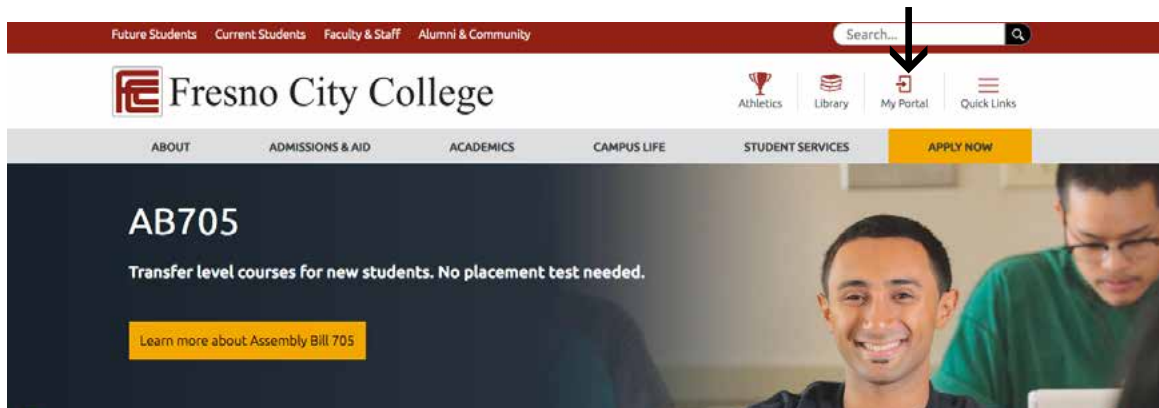 Future Students Current Students Faculty & Staff Alumni & Community Search...
FCC Fresno City College
Athletics Library My Portal Quick Links
ABOUT ADMISSIONS & AID ACADEMICS CAMPUS LIFE STUDENT SERVICES APPLY NOW
AB705
Transfer level courses for new students. No placement test needed.
Learn more about Assembly Bill 705